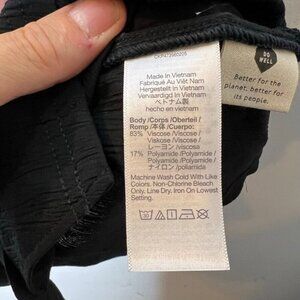 Made in Vietnam
Fabriqué Au Viêt Nam
Hergestellt in Vietnam
Vervaardigd In Vietnam
ベトナム製
hecho en vietnam
Body/Corps/Oberteil/
Romp/本体/Cuerpo:
83% Viscose/Viscose/
Viskose/Viscose/
レーヨン/viscosa
17% Polyamide/Polyamide/
Polyamid/Polyamide/
ナイロン/poliamida
Machine Wash Cold With Like
Colors. Non-Chlorine Bleach
Only. Line Dry. Iron On Lowest
Setting.
DO
WELL
Better for the
planet, better for
its people.